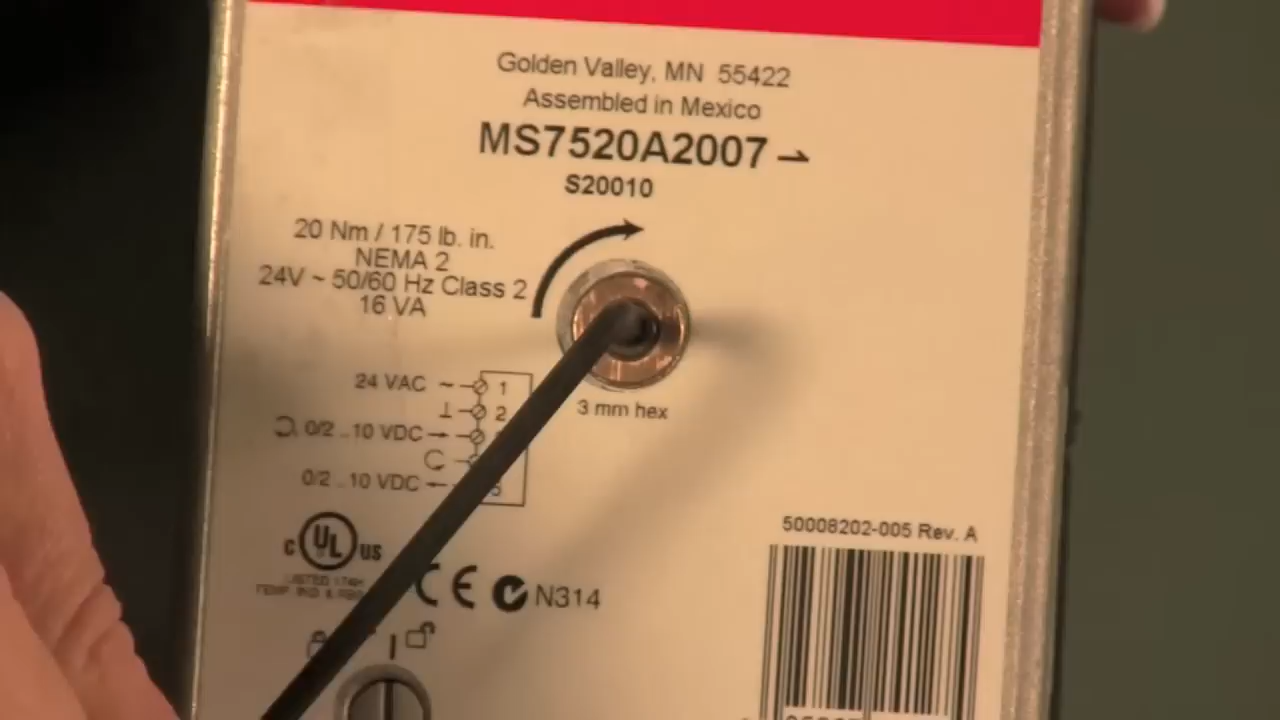 Golden Valley, MN 55422
Assembled in Mexico
MS7520A2007
S20010
20 Nm / 175 lb. in.
NEMA 2
24V ~ 50/60 Hz Class 2
16 VA
24 VAC ~ 1
2
0/2 .. 10 VDC
0/2 .. 10 VDC 5
3 mm hex
50008202-005 Rev. A
C UL US
LISTED
CE N314